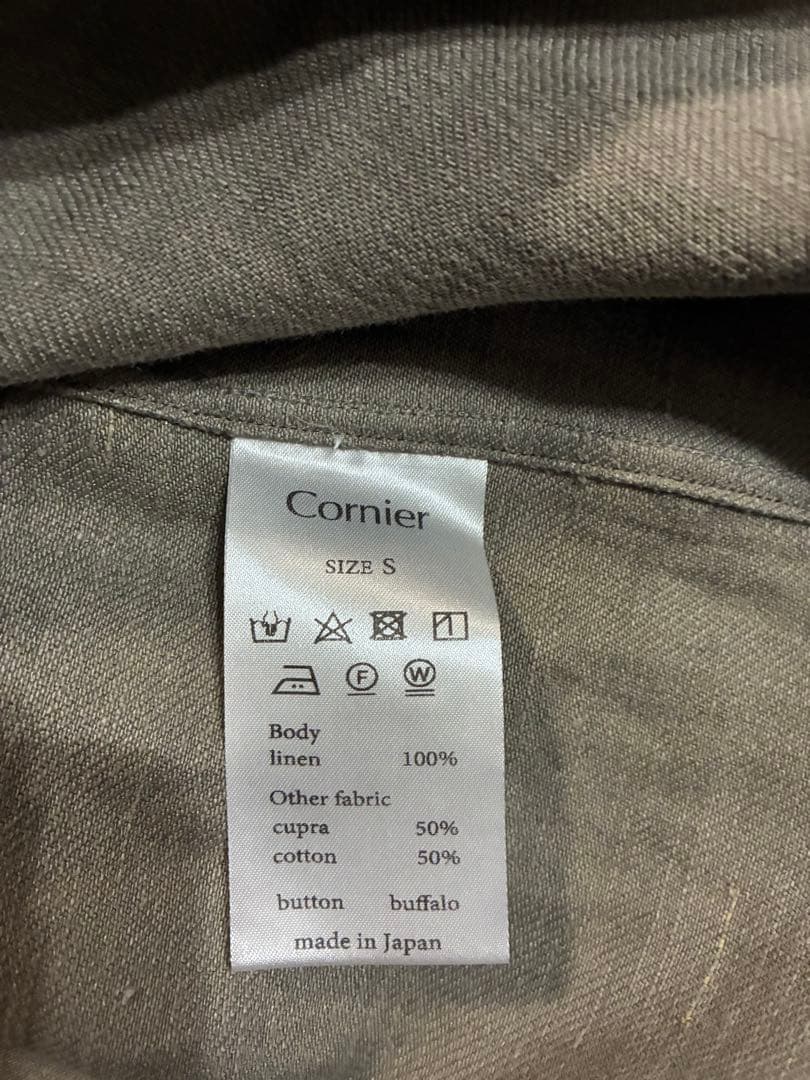 Cornier
SIZE S
F W
Body
linen 100%
Other fabric
cupra 50%
cotton 50%
button buffalo
made in Japan